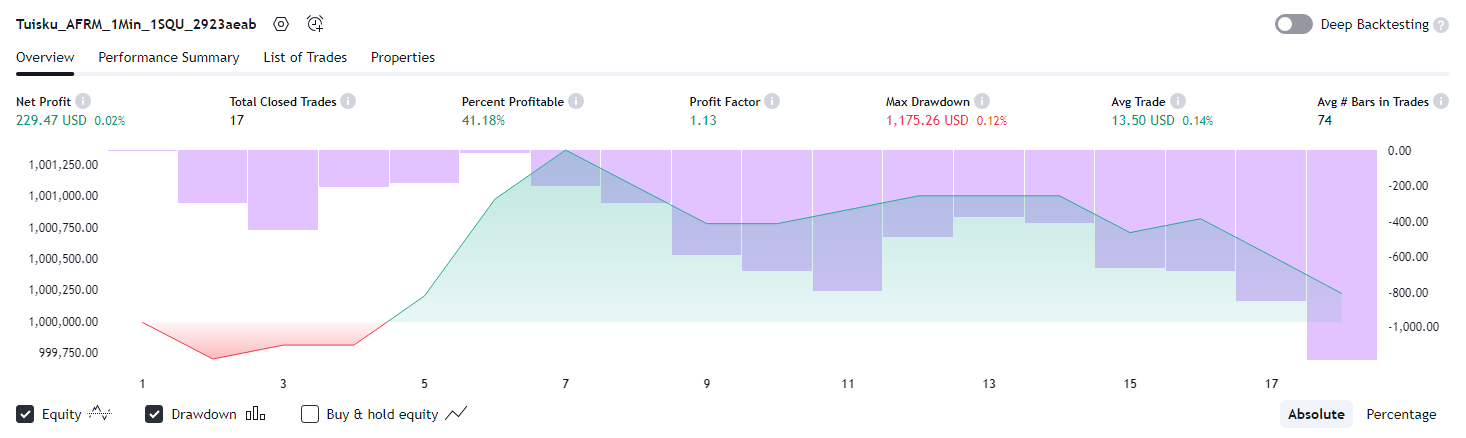 Tuisku_AFRM_1Min_1SQU_2923aeab Deep Backtesting ?
Overview Performance Summary List of Trades Properties
Net Profit Total Closed Trades Percent Profitable Profit Factor Max Drawdown Avg Trade Avg # Bars in Trades
229.47 USD 0.02% 17 41.18% 1.13 1,175.26 USD 0.12% 13.50 USD 0.14% 74
1,001,250.00 0.00
1,001,000.00 -200.00
1,000,750.00 -400.00
1,000,500.00 -600.00
1,000,250.00 -800.00
1,000,000.00 -1,000.00
999,750.00
1 3 5 7 9 11 13 15 17
Equity Drawdown Buy & hold equity Absolute Percentage